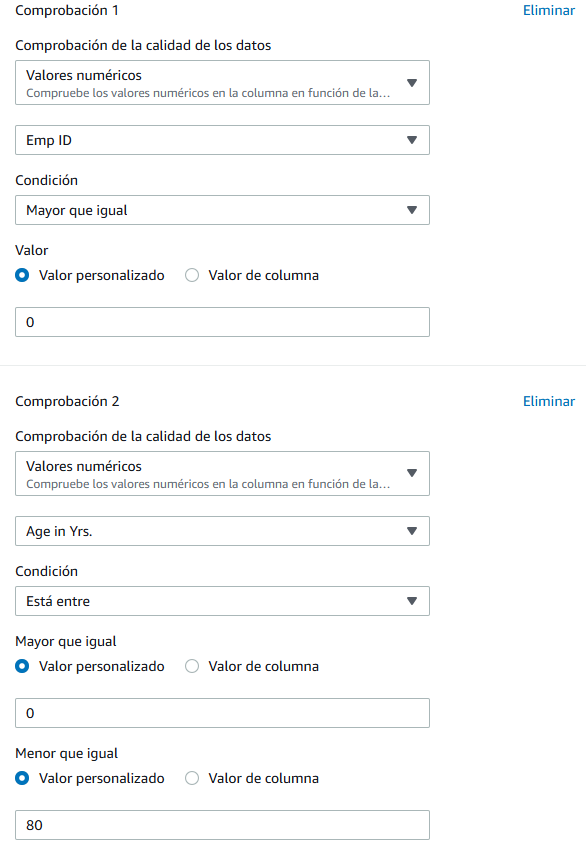 Comprobación 1
Eliminar
Comprobación de la calidad de los datos
Valores numéricos
Compruebe los valores numéricos en la columna en función de la...
Emp ID
Condición
Mayor que igual
Valor
Valor personalizado
Valor de columna
0
Comprobación 2
Eliminar
Comprobación de la calidad de los datos
Valores numéricos
Compruebe los valores numéricos en la columna en función de la...
Age in Yrs.
Condición
Está entre
Mayor que igual
Valor personalizado
Valor de columna
0
Menor que igual
Valor personalizado
Valor de columna
80